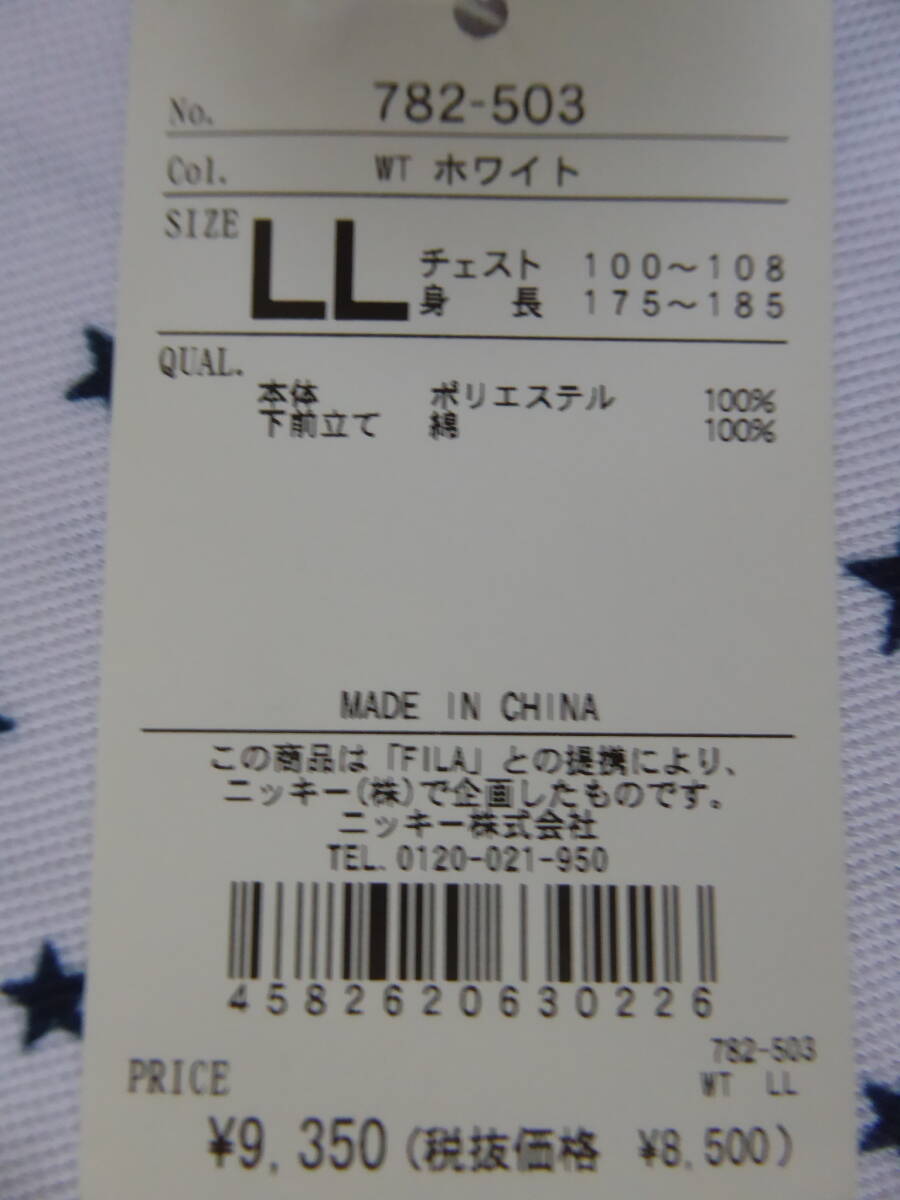 No. 782-503
Col. WT ホワイト
SIZE LL チェスト 100～108
身長 175～185
QUAL.
本体 ポリエステル 100%
下前立て 綿 100%
MADE IN CHINA
この商品は「FILA」との提携により、
ニッキー(株)で企画したものです。
ニッキー株式会社
TEL. 0120-021-950
4582620630226
782-503
PRICE WT LL
¥9,350 (税抜価格 ¥8,500)